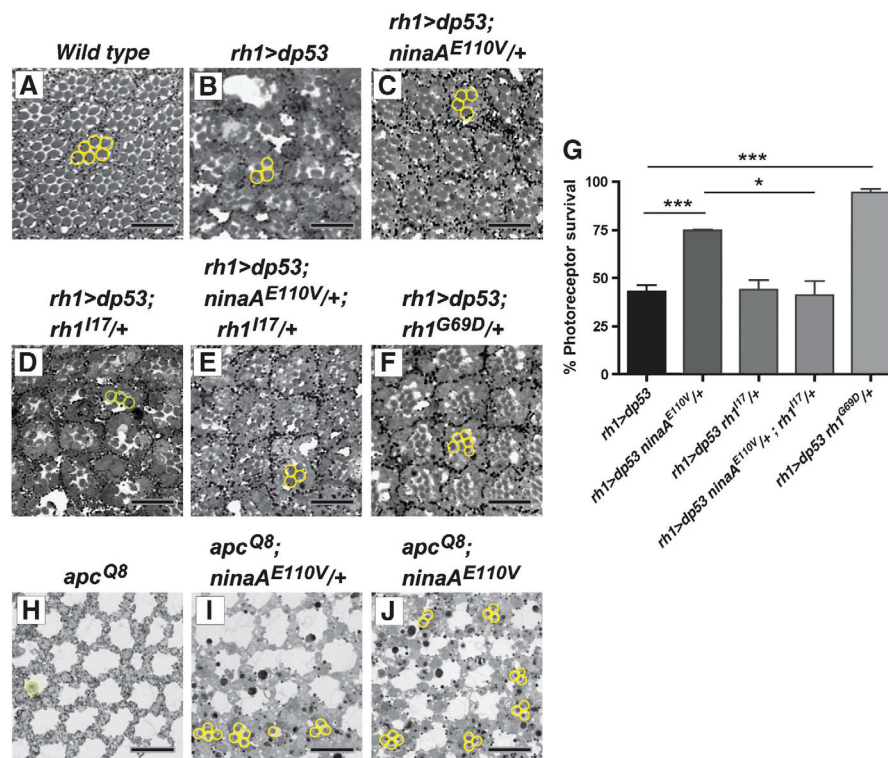 Wild type
A
rh1>dp53
B
rh1>dp53;
ninaA^E110V/+
C
rh1>dp53;
rh1^I17/+
D
rh1>dp53;
ninaA^E110V/+;
rh1^I17/+
E
rh1>dp53;
rh1^G69D/+
F
G
% Photoreceptor survival
100
75
50
25
0
***
***
*
rh1>dp53
rh1>dp53 ninaA^E110V/+
rh1>dp53 rh1^I17/+
rh1>dp53 ninaA^E110V/+ ; rh1^I17/+
rh1>dp53 rh1^G69D/+
apc^Q8
H
apc^Q8;
ninaA^E110V/+
I
apc^Q8;
ninaA^E110V
J